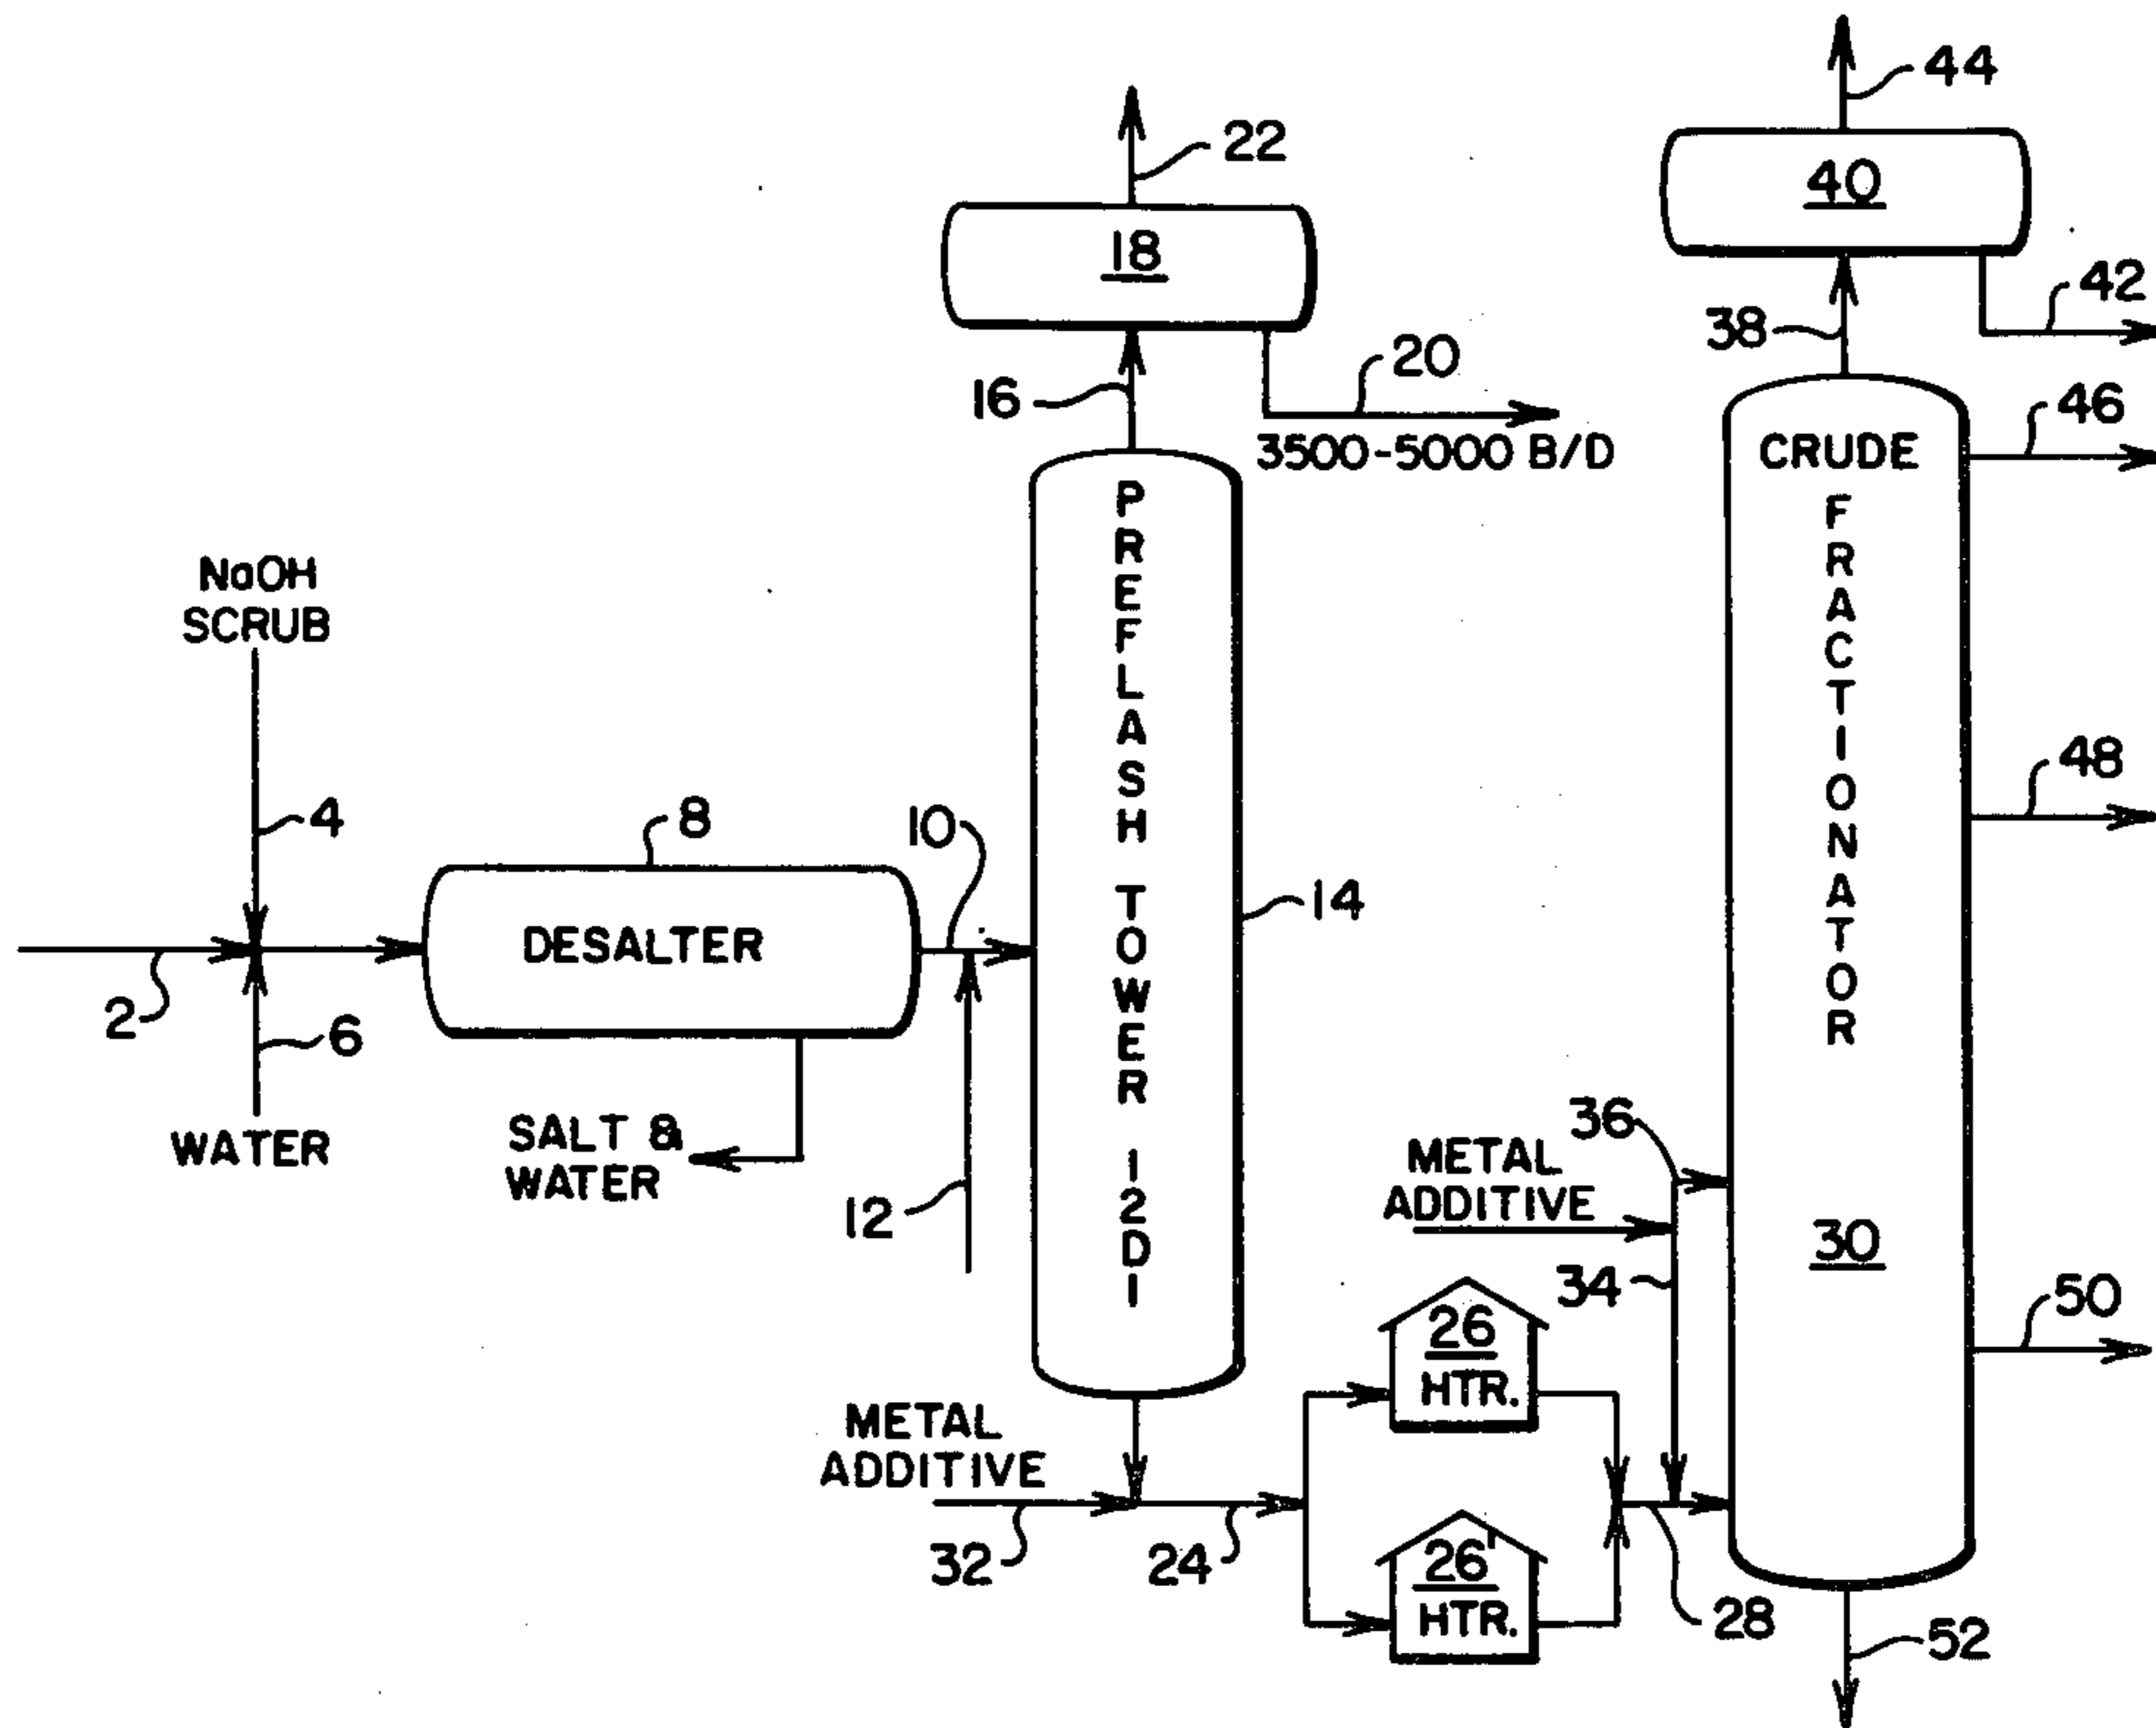 44
22
40
18
42
38
20
16
46
3500-5000 B/D
CRUDE
FRACTIONATOR
PREFLASH TOWER 12D1
NaOH
SCRUB
48
4
8
10
14
DESALTER
2
6
36
SALT &
WATER
WATER
METAL
ADDITIVE
12
30
34
50
26
HTR.
METAL
ADDITIVE
32
24
26'
HTR.
28
52